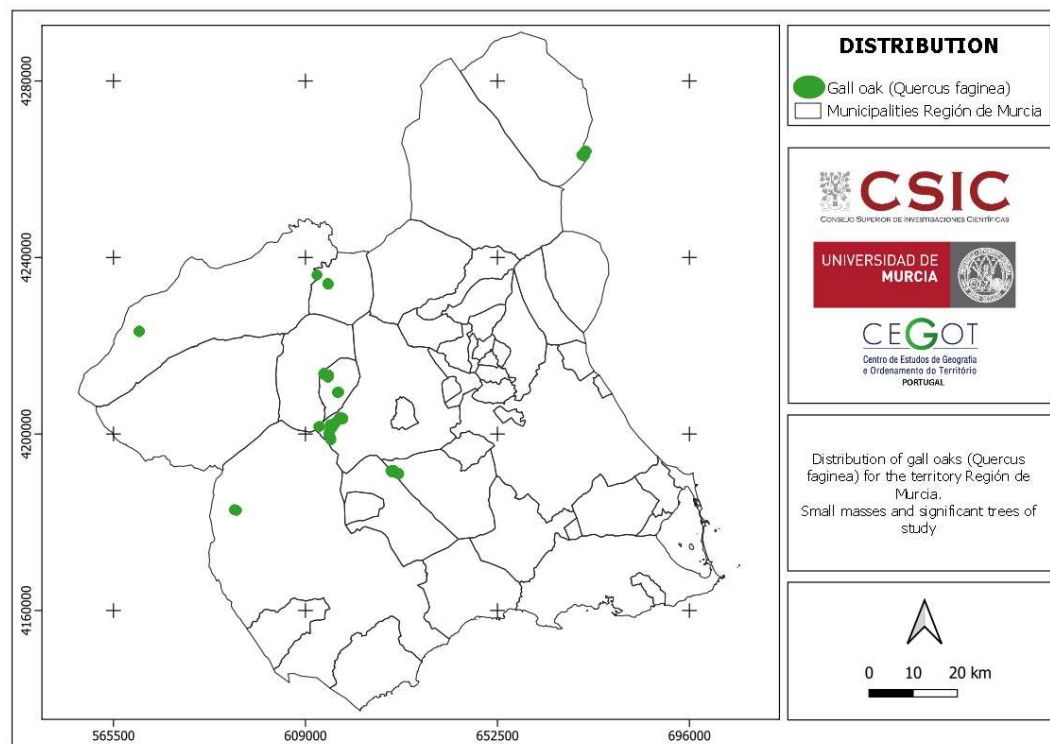 DISTRIBUTION
Gall oak (Quercus faginea)
Municipalities Región de Murcia
CSIC
CONSEJO SUPERIOR DE INVESTIGACIONES CIENTÍFICAS
UNIVERSIDAD DE
MURCIA
CEGOT
Centro de Estudos de Geografia
e Ordenamento do Território
PORTUGAL
Distribution of gall oaks (Quercus
faginea) for the territory Región de
Murcia.
Small masses and significant trees of
study
0 10 20 km
4280000
4240000
4200000
4160000
565500 609000 652500 696000